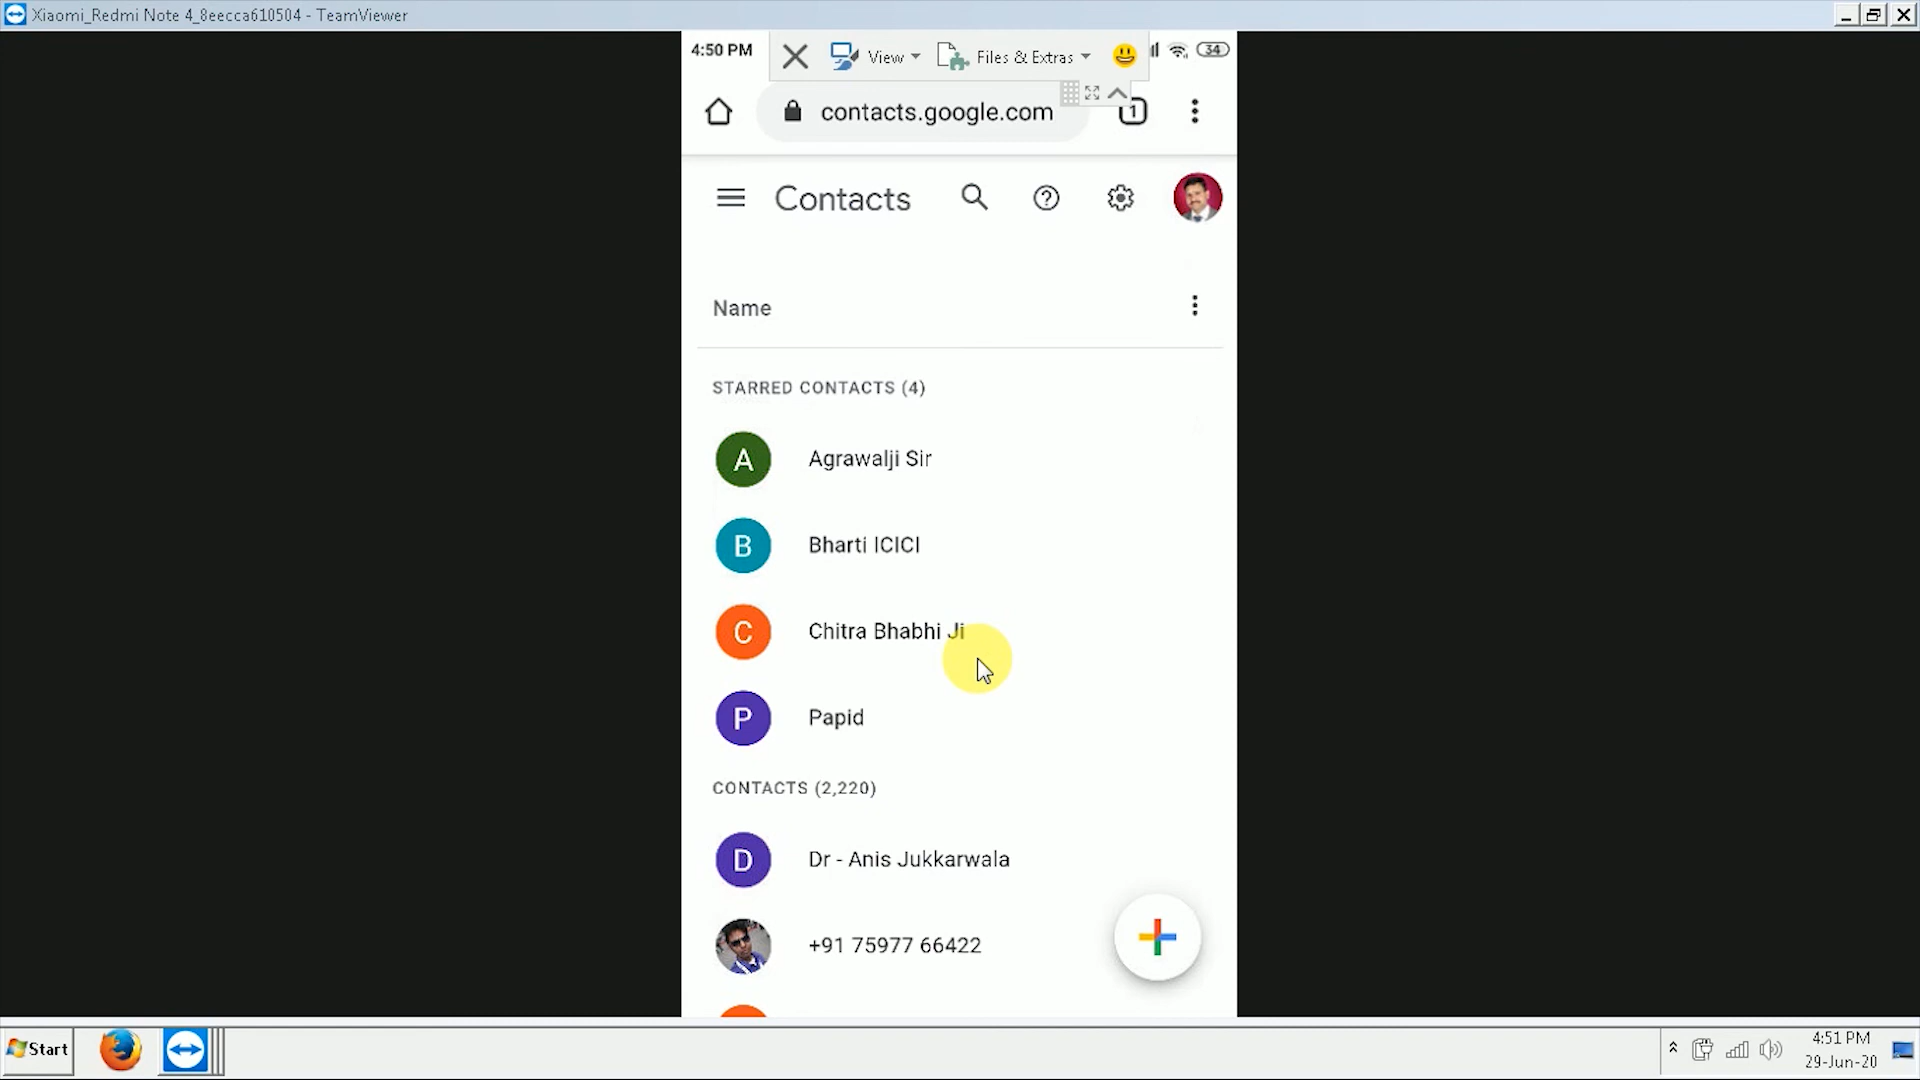 Xiaomi_Redmi Note 4_8eecca610504 - TeamViewer
4:50 PM
View
Files & Extras
34
contacts.google.com
1
Contacts
Name
STARRED CONTACTS (4)
A
Agrawalji Sir
B
Bharti ICICI
C
Chitra Bhabhi Ji
P
Papid
CONTACTS (2,220)
D
Dr - Anis Jukkarwala
+91 75977 66422
Start
4:51 PM
29-Jun-20